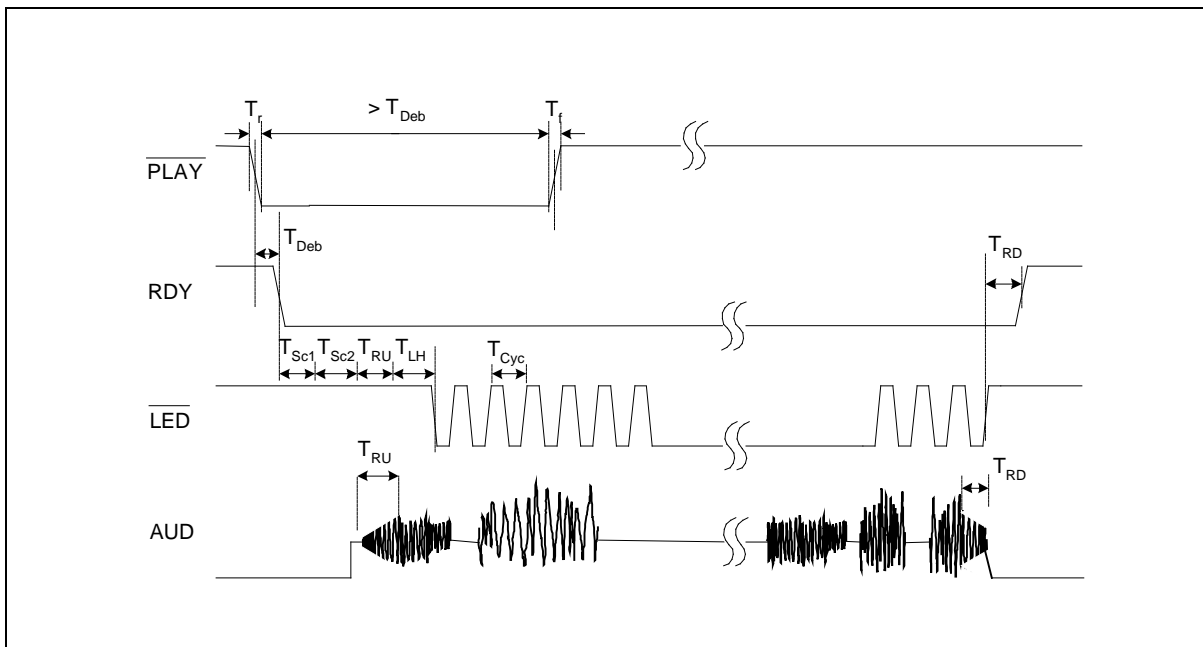 Tr > TDeb Tf
PLAY
TDeb TRD
RDY
TSc1 TSc2 TRU TLH TCyc
LED
TRU TRD
AUD